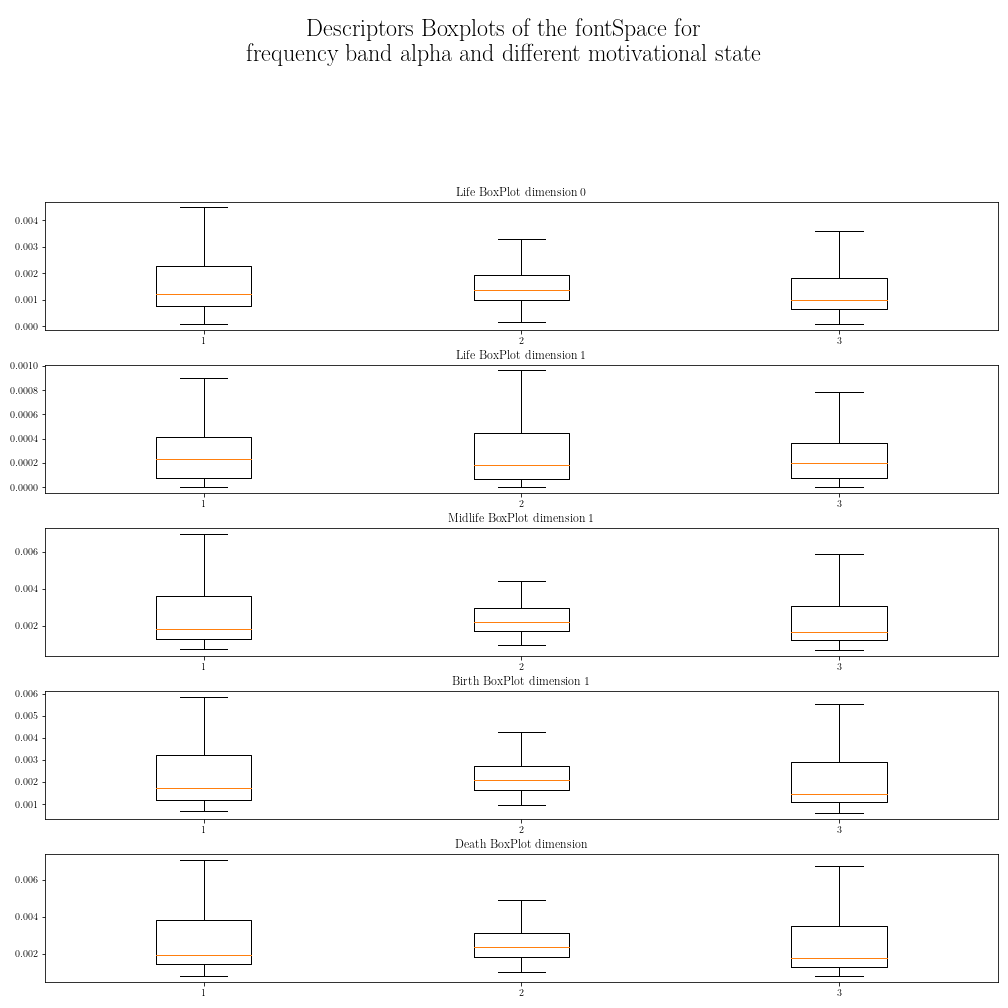 Descriptors Boxplots of the fontSpace for
frequency band alpha and different motivational state
Life BoxPlot dimension 0
0.004
0.003
0.002
0.001
0.000
1 2 3
Life BoxPlot dimension 1
0.0010
0.0008
0.0006
0.0004
0.0002
0.0000
1 2 3
Midlife BoxPlot dimension 1
0.006
0.004
0.002
1 2 3
Birth BoxPlot dimension 1
0.006
0.005
0.004
0.003
0.002
0.001
1 2 3
Death BoxPlot dimension
0.006
0.004
0.002
1 2 3